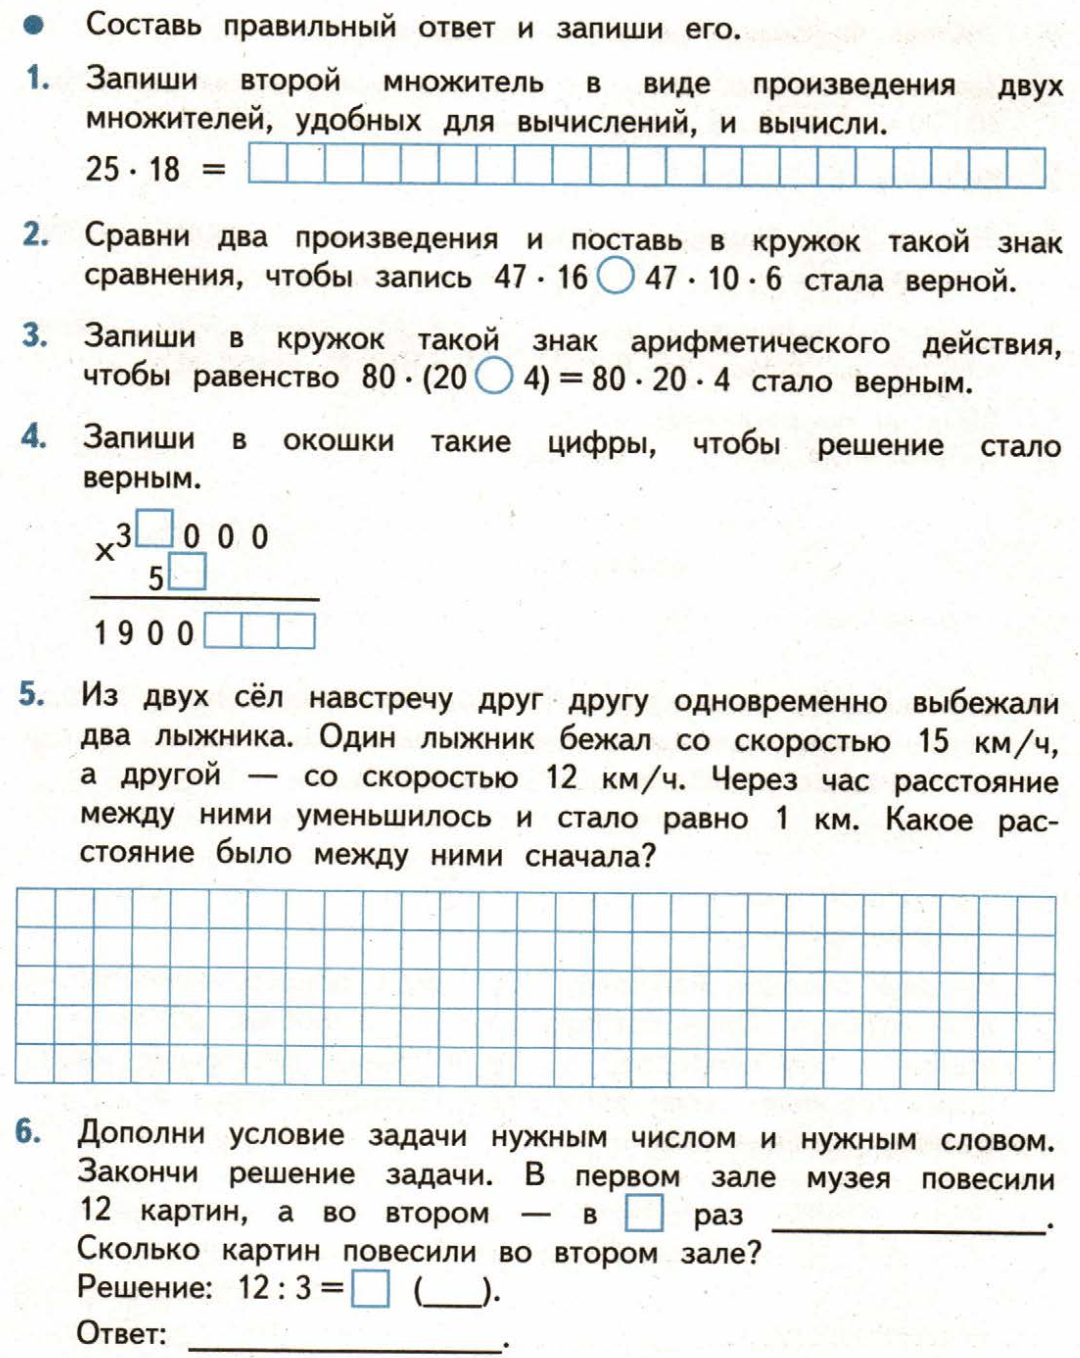 Составь правильный ответ и запиши его.
1. Запиши второй множитель в виде произведения двух
множителей, удобных для вычислений, и вычисли.
25 · 18 =
2. Сравни два произведения и поставь в кружок такой знак
сравнения, чтобы запись 47 · 16 ◯ 47 · 10 · 6 стала верной.
3. Запиши в кружок такой знак арифметического действия,
чтобы равенство 80 · (20 ◯ 4) = 80 · 20 · 4 стало верным.
4. Запиши в окошки такие цифры, чтобы решение стало
верным.
х 3 □ 0 0 0
5 □
1 9 0 0 □ □ □
5. Из двух сёл навстречу друг другу одновременно выбежали
два лыжника. Один лыжник бежал со скоростью 15 км/ч,
а другой — со скоростью 12 км/ч. Через час расстояние
между ними уменьшилось и стало равно 1 км. Какое рас-
стояние было между ними сначала?
6. Дополни условие задачи нужным числом и нужным словом.
Закончи решение задачи. В первом зале музея повесили
12 картин, а во втором — в □ раз ____________.
Сколько картин повесили во втором зале?
Решение: 12 : 3 = □ (___).
Ответ: ______________.